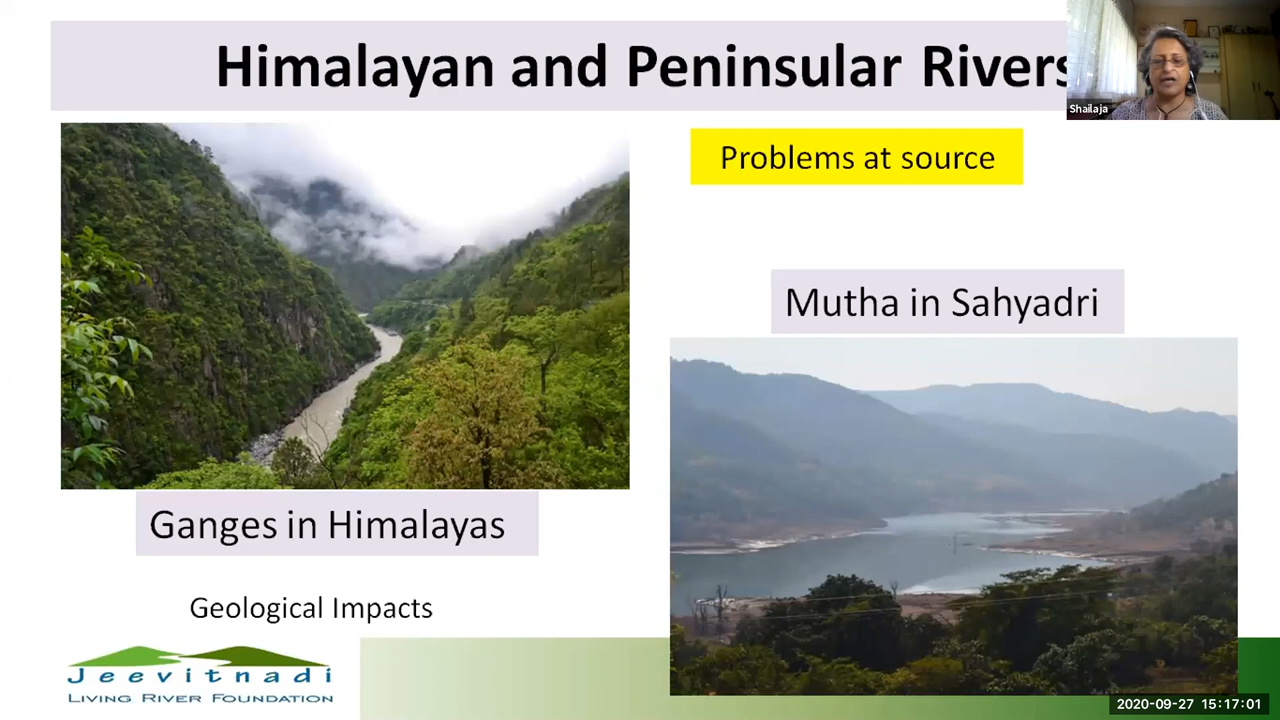 Himalayan and Peninsular Rivers
Shailaja
Problems at source
Mutha in Sahyadri
Ganges in Himalayas
Geological Impacts
Jeevitnadi
LIVING RIVER FOUNDATION
2020-09-27 15:17:01